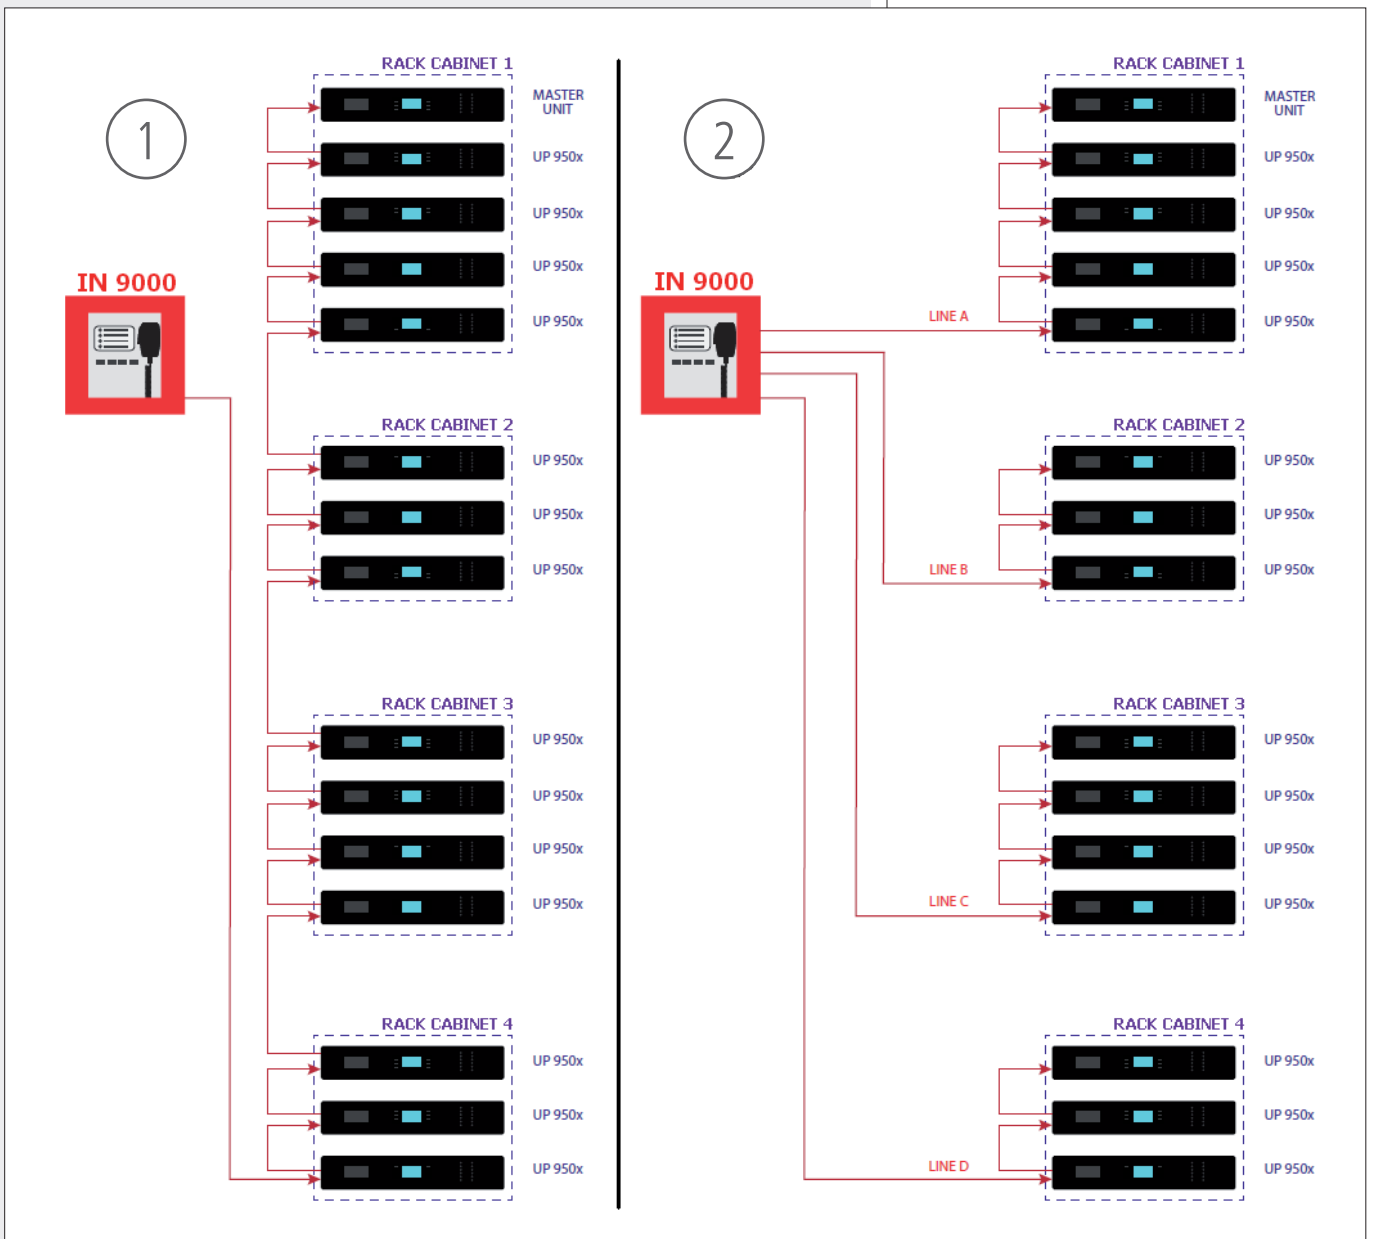 1
IN 9000
RACK CABINET 1
MASTER
UNIT
UP 950x
UP 950x
UP 950x
UP 950x
RACK CABINET 2
UP 950x
UP 950x
UP 950x
RACK CABINET 3
UP 950x
UP 950x
UP 950x
UP 950x
RACK CABINET 4
UP 950x
UP 950x
UP 950x
2
IN 9000
LINE A
LINE B
LINE C
LINE D
RACK CABINET 1
MASTER
UNIT
UP 950x
UP 950x
UP 950x
UP 950x
RACK CABINET 2
UP 950x
UP 950x
UP 950x
RACK CABINET 3
UP 950x
UP 950x
UP 950x
UP 950x
RACK CABINET 4
UP 950x
UP 950x
UP 950x